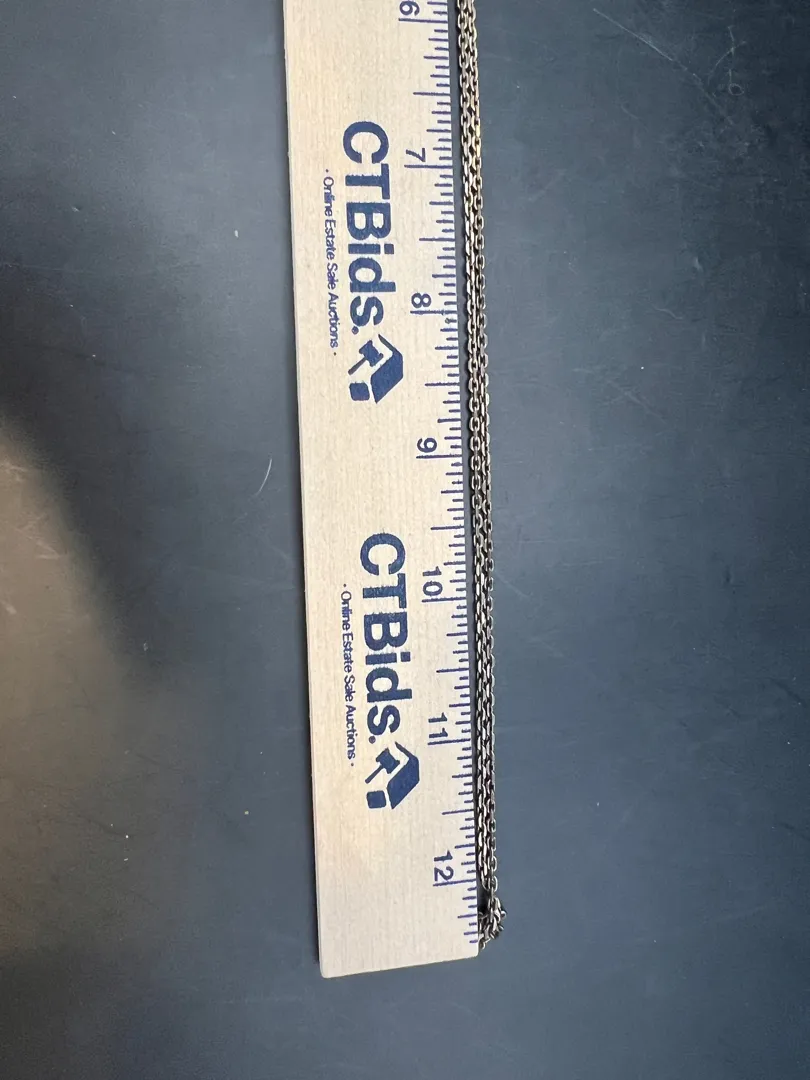 6
7
8
9
10
11
12
CTBids.
· Online Estate Sale Auctions ·
CTBids.
· Online Estate Sale Auctions ·